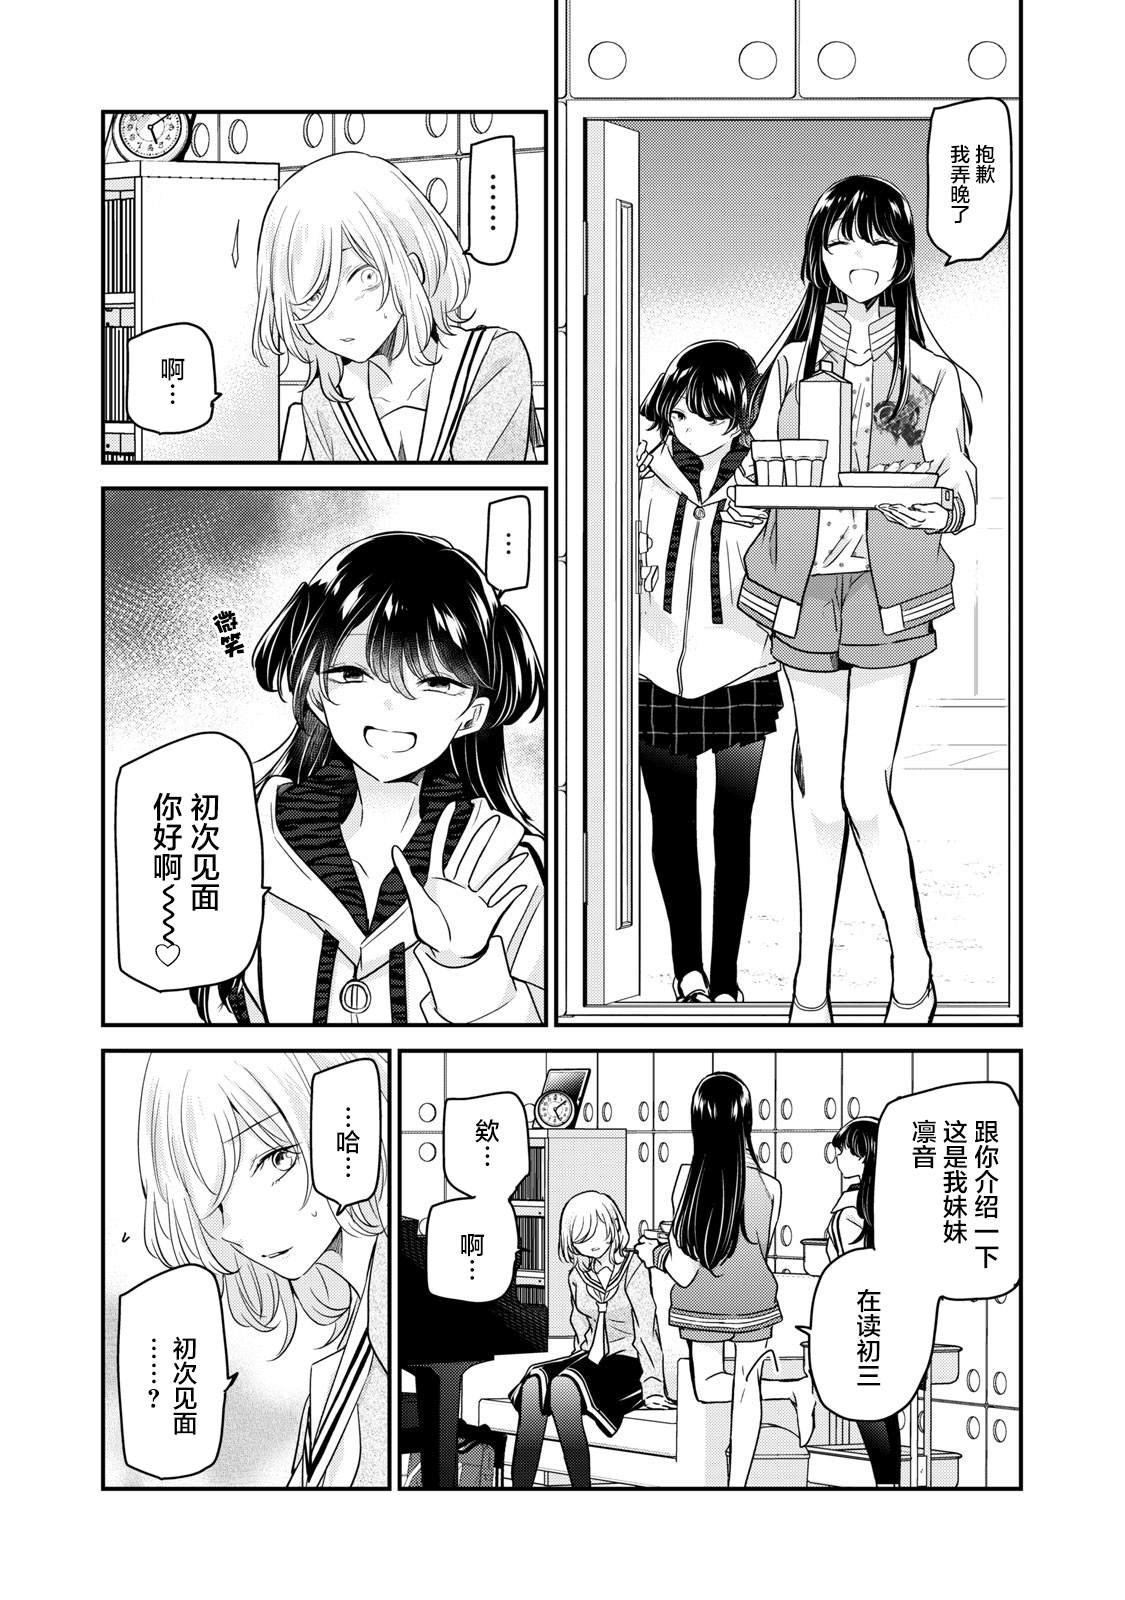 抱歉
我弄晚了
……
啊…
…
微笑
初次见面
你好啊~~~♡
跟你介绍一下
这是我妹妹
凛音
在读初三
欸…
啊…
…哈…
初次见面
……?